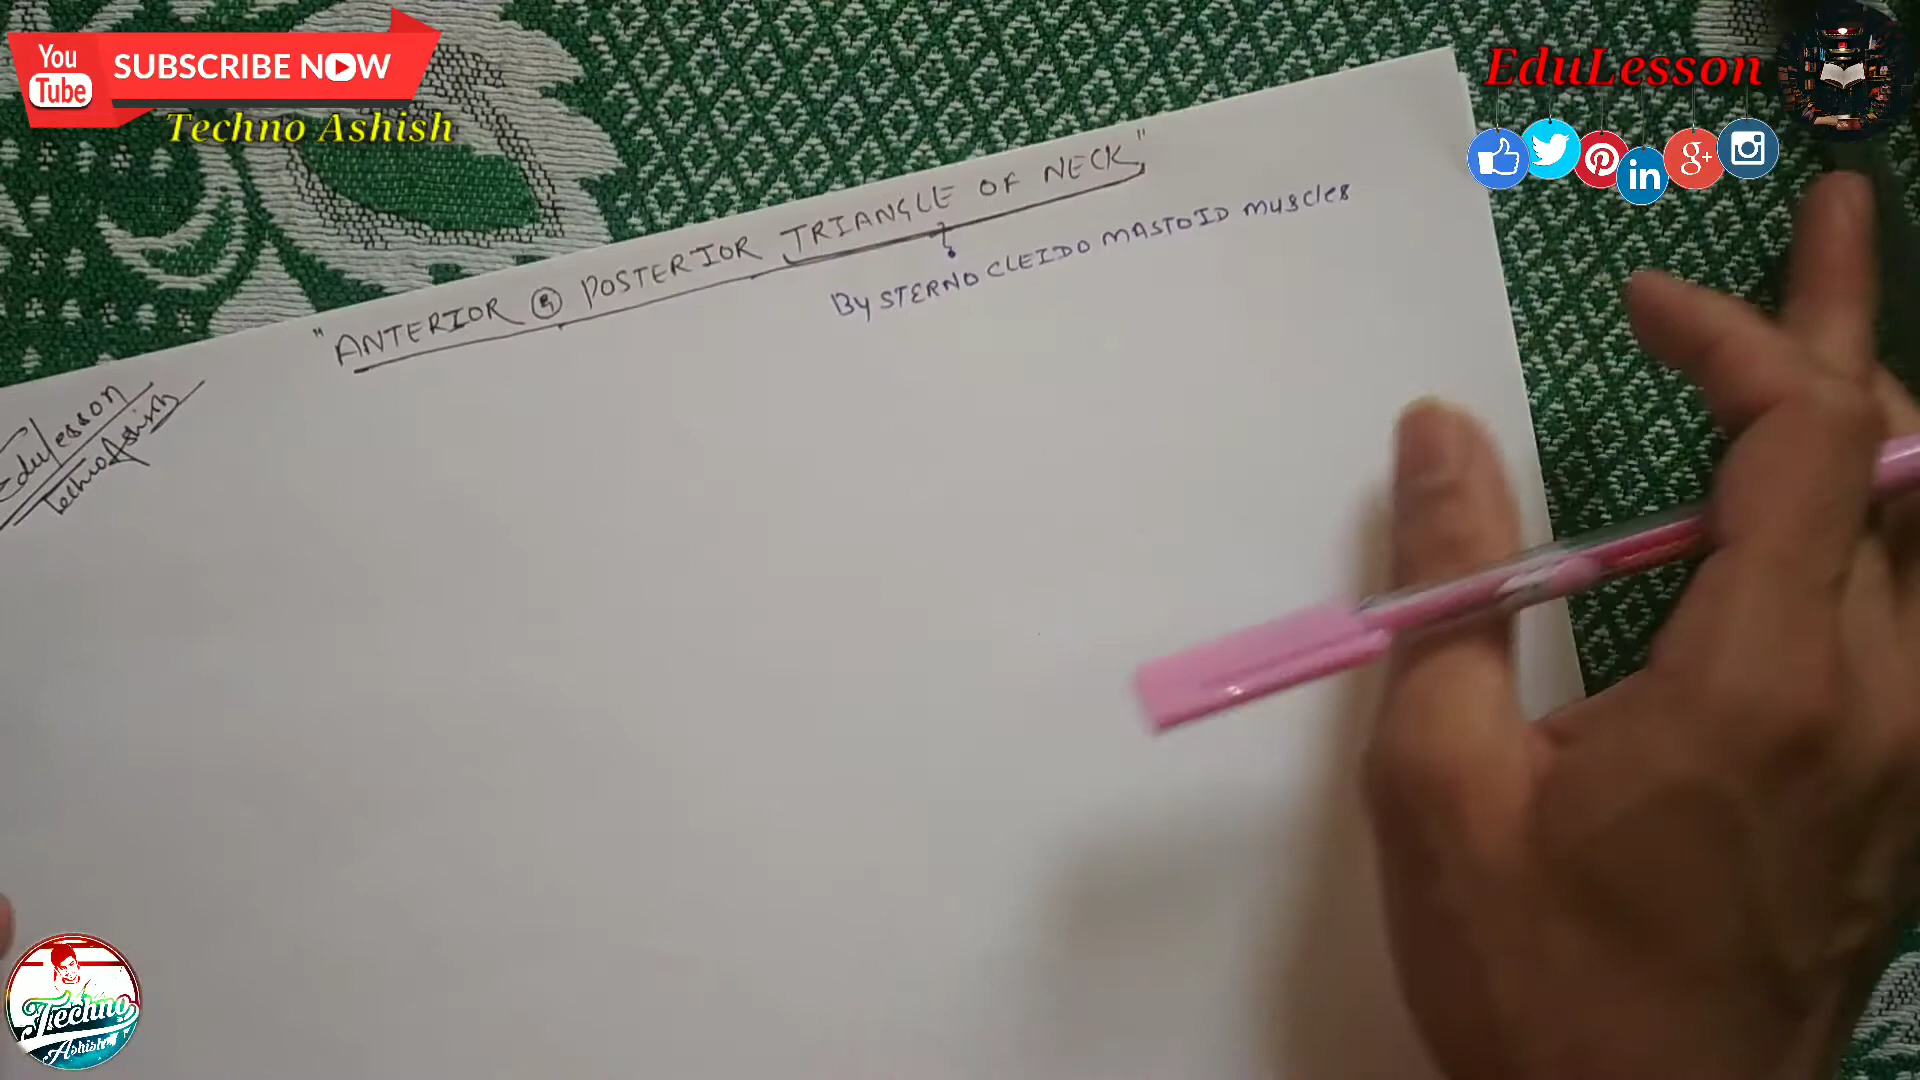 You
Tube
SUBSCRIBE NOW
Techno Ashish
EduLesson
"ANTERIOR & POSTERIOR TRIANGLE OF NECK"
By STERNO CLEIDO MASTOID muscles
EduLesson
Techno Ashish
Techno
Ashish